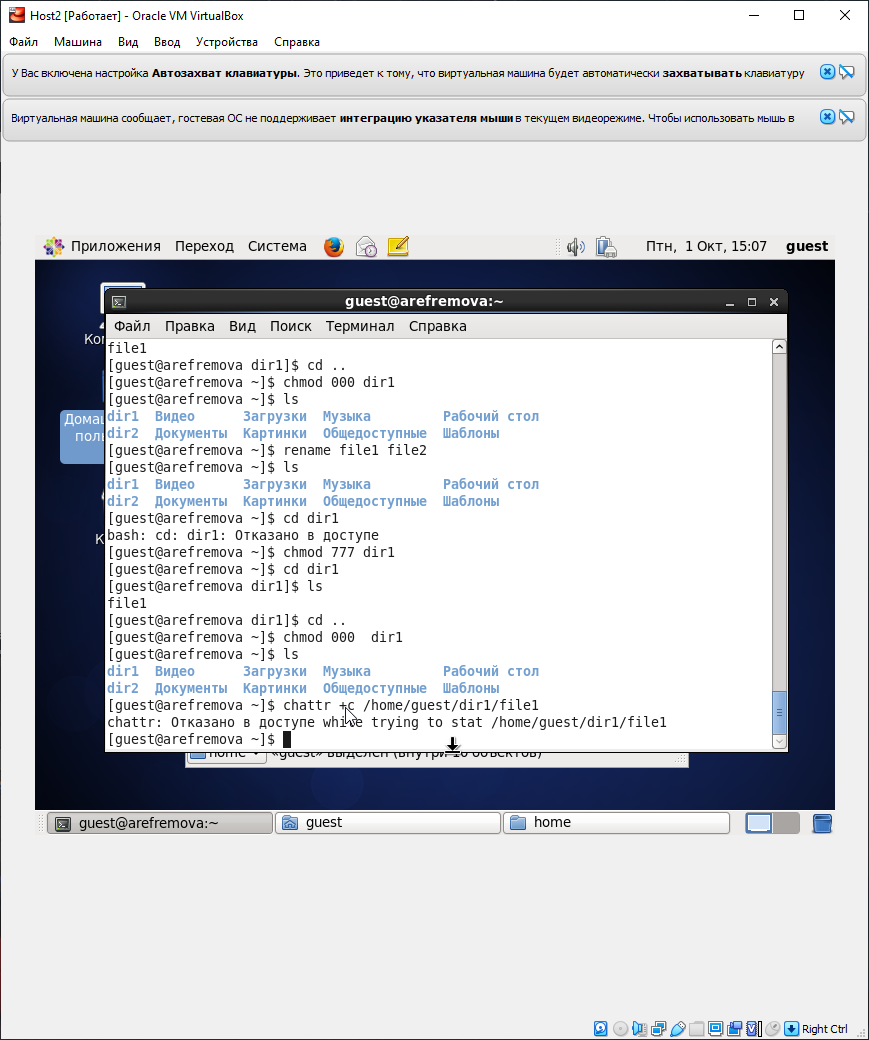 Host2 [Работает] - Oracle VM VirtualBox
Файл Машина Вид Ввод Устройства Справка
У Вас включена настройка Автозахват клавиатуры. Это приведет к тому, что виртуальная машина будет автоматически захватывать клавиатуру
Виртуальная машина сообщает, гостевая ОС не поддерживает интеграцию указателя мыши в текущем видеорежиме. Чтобы использовать мышь в
Приложения Переход Система Птн, 1 Окт, 15:07 guest
guest@arefremova:~
Файл Правка Вид Поиск Терминал Справка
file1
[guest@arefremova dir1]$ cd ..
[guest@arefremova ~]$ chmod 000 dir1
[guest@arefremova ~]$ ls
dir1 Видео Загрузки Музыка Рабочий стол
dir2 Документы Картинки Общедоступные Шаблоны
[guest@arefremova ~]$ rename file1 file2
[guest@arefremova ~]$ ls
dir1 Видео Загрузки Музыка Рабочий стол
dir2 Документы Картинки Общедоступные Шаблоны
[guest@arefremova ~]$ cd dir1
bash: cd: dir1: Отказано в доступе
[guest@arefremova ~]$ chmod 777 dir1
[guest@arefremova ~]$ cd dir1
[guest@arefremova dir1]$ ls
file1
[guest@arefremova dir1]$ cd ..
[guest@arefremova ~]$ chmod 000  dir1
[guest@arefremova ~]$ ls
dir1 Видео Загрузки Музыка Рабочий стол
dir2 Документы Картинки Общедоступные Шаблоны
[guest@arefremova ~]$ chattr +c /home/guest/dir1/file1
chattr: Отказано в доступе while trying to stat /home/guest/dir1/file1
[guest@arefremova ~]$
home «guest» выделен (внутри 16 объектов)
guest@arefremova:~ guest home
Right Ctrl